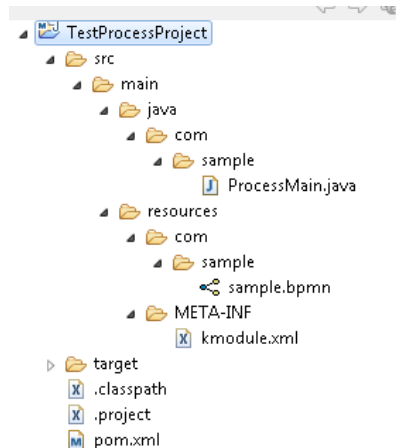 TestProcessProject
src
main
java
com
sample
ProcessMain.java
resources
com
sample
sample.bpmn
META-INF
kmodule.xml
target
.classpath
.project
pom.xml